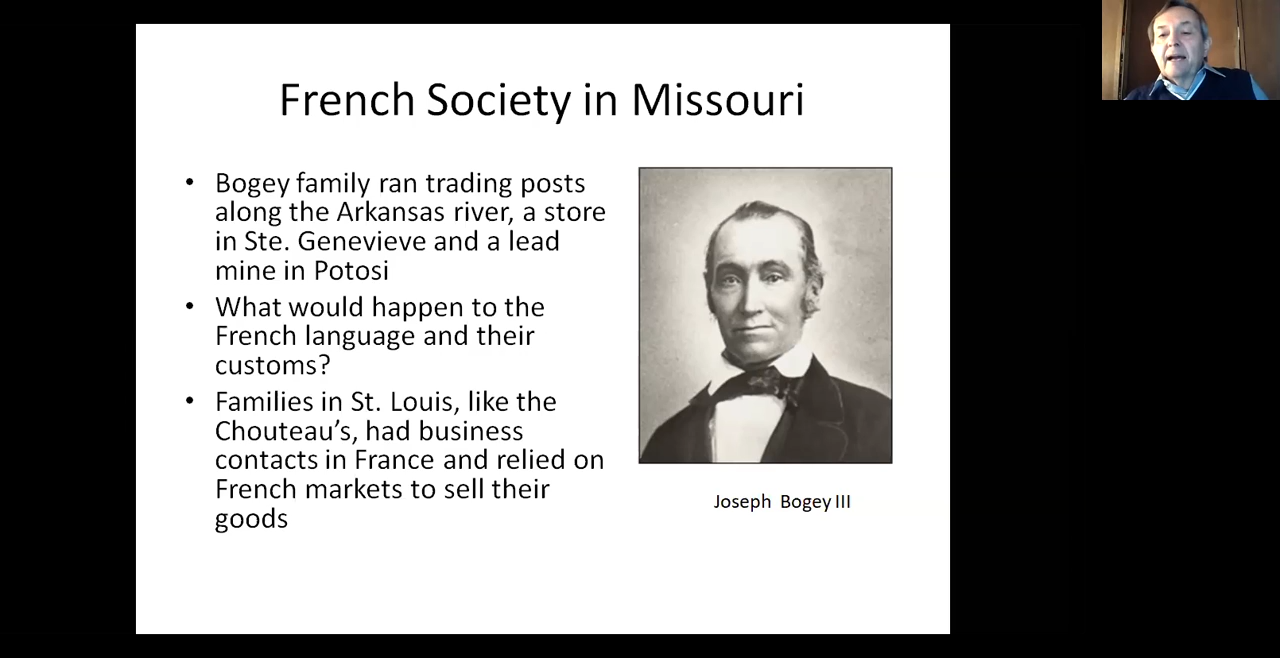 French Society in Missouri
• Bogey family ran trading posts
along the Arkansas river, a store
in Ste. Genevieve and a lead
mine in Potosi
• What would happen to the
French language and their
customs?
• Families in St. Louis, like the
Chouteau’s, had business
contacts in France and relied on
French markets to sell their
goods
Joseph Bogey III